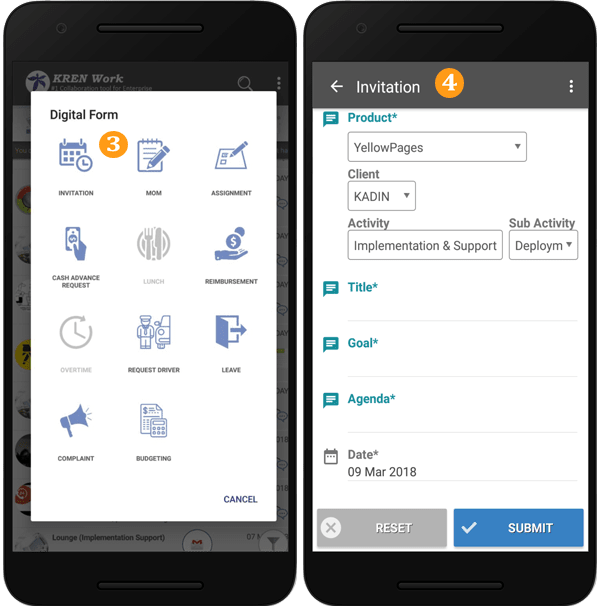 KREN Work
#1 Collaboration tool for Enterprise
Digital Form
3
INVITATION
MOM
ASSIGNMENT
CASH ADVANCE
REQUEST
LUNCH
REIMBURSEMENT
OVERTIME
REQUEST DRIVER
LEAVE
COMPLAINT
BUDGETING
CANCEL
Lounge (Implementation Support)
Invitation
4
Product*
YellowPages
Client
KADIN
Activity
Sub Activity
Implementation & Support
Deploym
Title*
Goal*
Agenda*
Date*
09 Mar 2018
RESET
SUBMIT